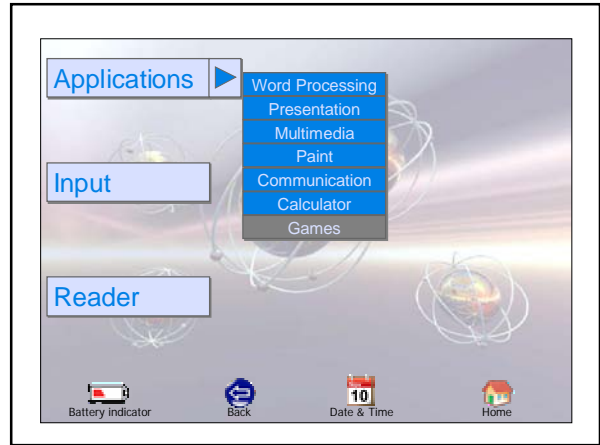 Applications
Word Processing
Presentation
Multimedia
Paint
Communication
Calculator
Games
Input
Reader
10
Battery indicator
Back
Date & Time
Home